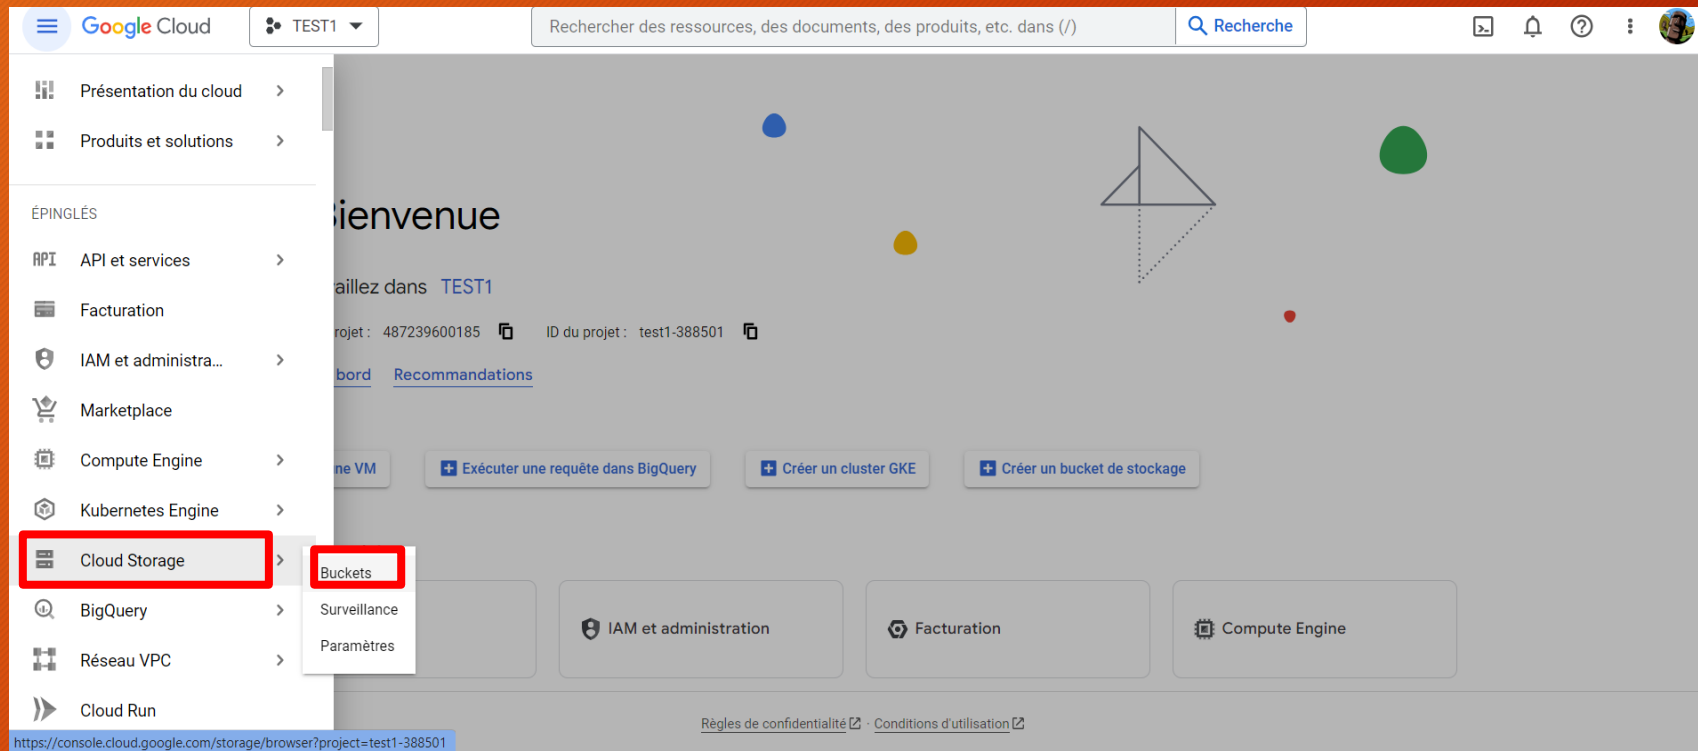 Google Cloud
TEST1
Rechercher des ressources, des documents, des produits, etc. dans (/)
Recherche
Présentation du cloud
Produits et solutions
ÉPINGLÉS
API API et services
Facturation
IAM et administra...
Marketplace
Compute Engine
Kubernetes Engine
Cloud Storage
BigQuery
Réseau VPC
Cloud Run
Buckets
Surveillance
Paramètres
ienvenue
aillez dans TEST1
rojet : 487239600185 ID du projet : test1-388501
bord Recommandations
ne VM Exécuter une requête dans BigQuery Créer un cluster GKE Créer un bucket de stockage
IAM et administration Facturation Compute Engine
Règles de confidentialité · Conditions d'utilisation
https://console.cloud.google.com/storage/browser?project=test1-388501